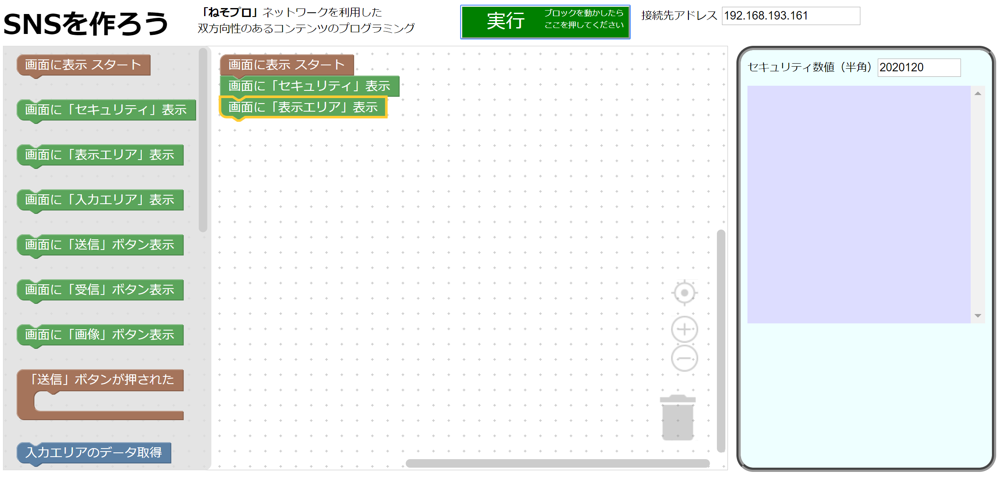 SNSを作ろう
「ねそプロ」ネットワークを利用した
双方向性のあるコンテンツのプログラミング
実行
ブロックを動かしたら
ここを押してください
接続先アドレス 192.168.193.161
画面に表示 スタート
画面に「セキュリティ」表示
画面に「表示エリア」表示
画面に「入力エリア」表示
画面に「送信」ボタン表示
画面に「受信」ボタン表示
画面に「画像」ボタン表示
「送信」ボタンが押された
入力エリアのデータ取得
画面に表示 スタート
画面に「セキュリティ」表示
画面に「表示エリア」表示
セキュリティ数値（半角） 2020120